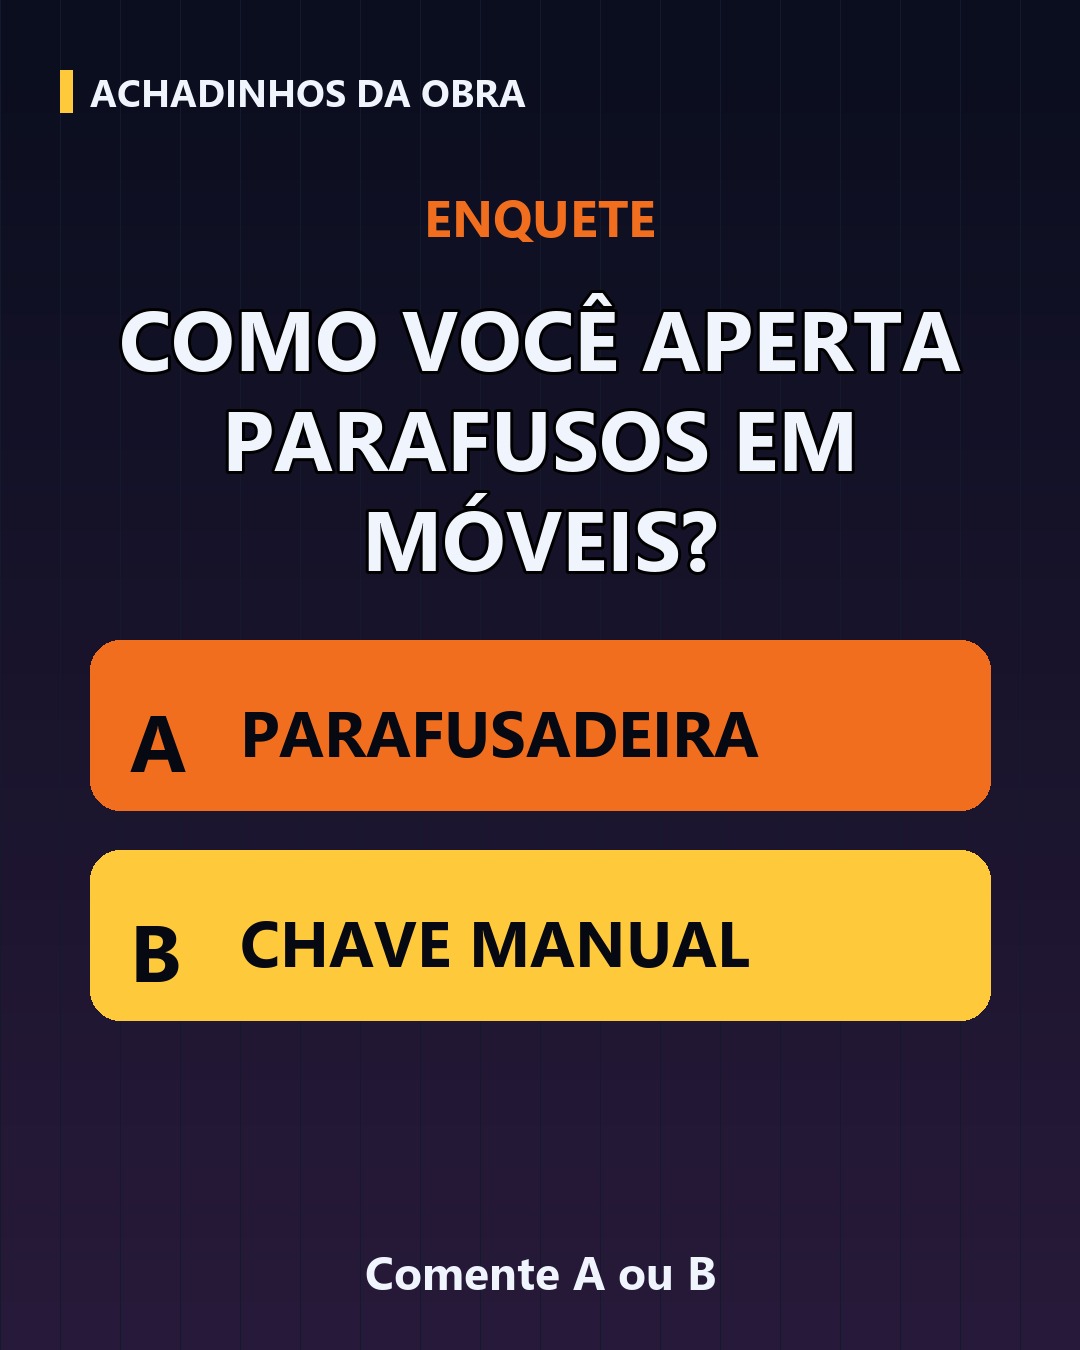 ACHADINHOS DA OBRA
ENQUETE
COMO VOCÊ APERTA
PARAFUSOS EM
MÓVEIS?
A PARAFUSADEIRA
B CHAVE MANUAL
Comente A ou B